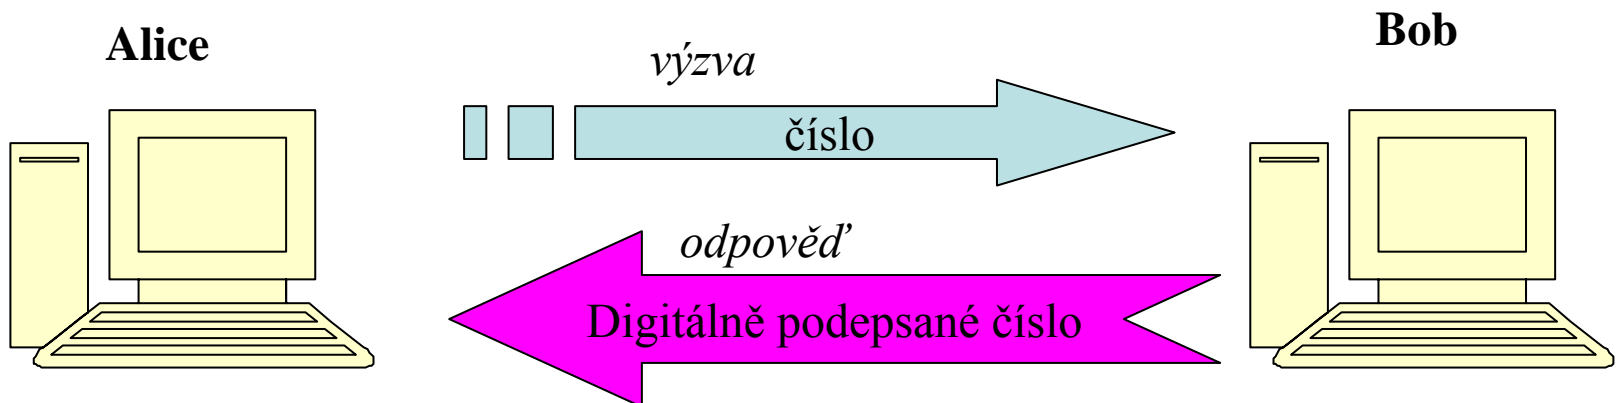 Alice
Bob
výzva
číslo
odpověď
Digitálně podepsané číslo